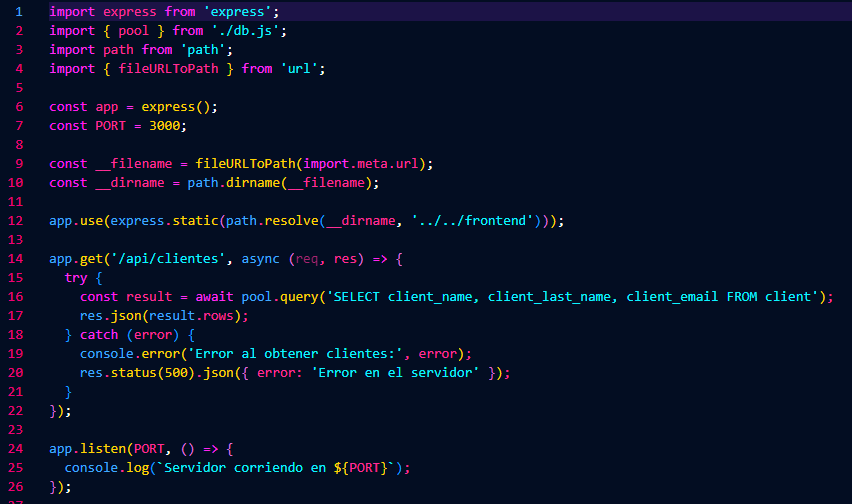 1 import express from 'express';
2 import { pool } from './db.js';
3 import path from 'path';
4 import { fileURLToPath } from 'url';
5
6 const app = express();
7 const PORT = 3000;
8
9 const __filename = fileURLToPath(import.meta.url);
10 const __dirname = path.dirname(__filename);
11
12 app.use(express.static(path.resolve(__dirname, '../../frontend')));
13
14 app.get('/api/clientes', async (req, res) => {
15   try {
16     const result = await pool.query('SELECT client_name, client_last_name, client_email FROM client');
17     res.json(result.rows);
18   } catch (error) {
19     console.error('Error al obtener clientes:', error);
20     res.status(500).json({ error: 'Error en el servidor' });
21   }
22 });
23
24 app.listen(PORT, () => {
25   console.log(`Servidor corriendo en ${PORT}`);
26 });
27